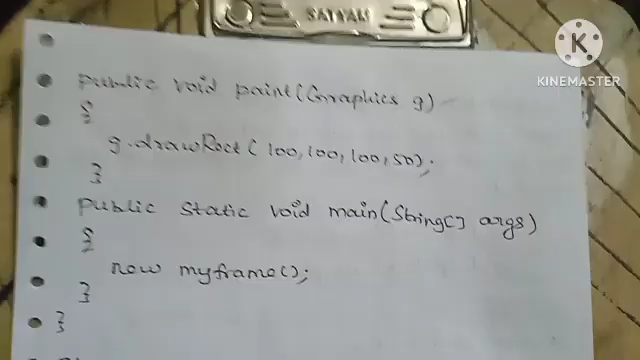 SATYAM
KINEMASTER
public void paint(Graphics g)
{
g.drawRect(100,100,100,50);
}
public static void main(String[] args)
{
new myframe();
}
}